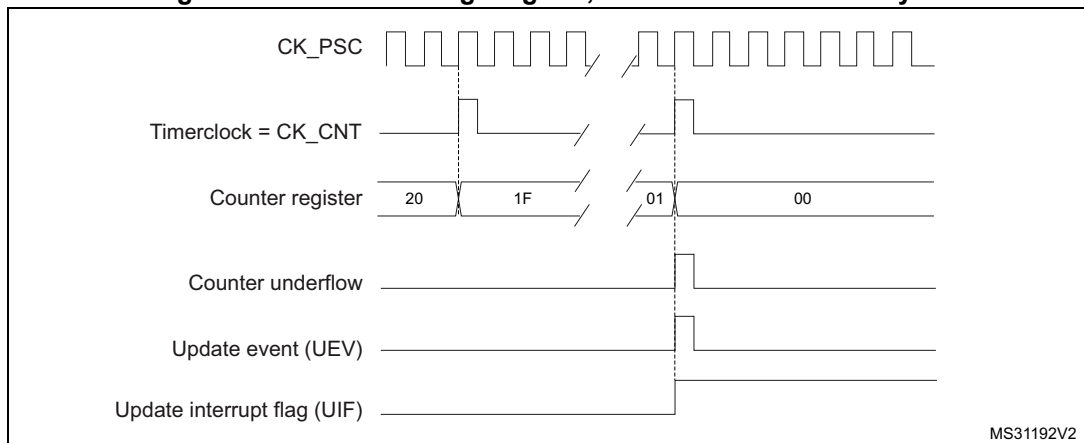 CK_PSC
Timerclock = CK_CNT
Counter register
20 1F 01 00
Counter underflow
Update event (UEV)
Update interrupt flag (UIF)
MS31192V2